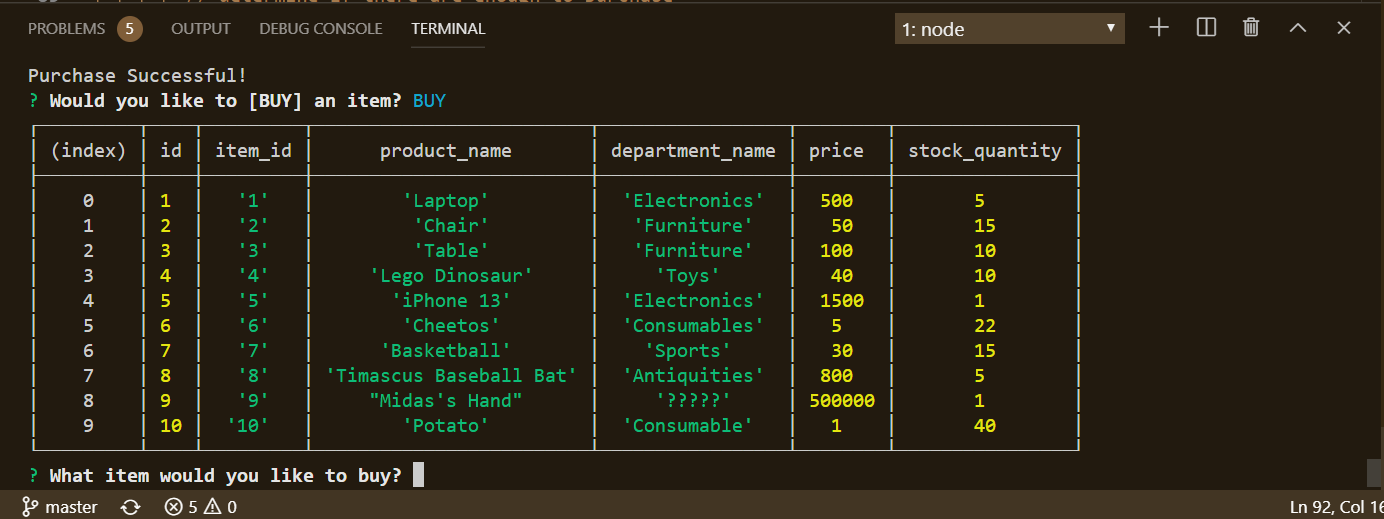 PROBLEMS 5 OUTPUT DEBUG CONSOLE TERMINAL 1: node
Purchase Successful!
? Would you like to [BUY] an item? BUY
(index) id item_id product_name department_name price stock_quantity
0 1 '1' 'Laptop' 'Electronics' 500 5
1 2 '2' 'Chair' 'Furniture' 50 15
2 3 '3' 'Table' 'Furniture' 100 10
3 4 '4' 'Lego Dinosaur' 'Toys' 40 10
4 5 '5' 'iPhone 13' 'Electronics' 1500 1
5 6 '6' 'Cheetos' 'Consumables' 5 22
6 7 '7' 'Basketball' 'Sports' 30 15
7 8 '8' 'Timascus Baseball Bat' 'Antiquities' 800 5
8 9 '9' "Midas's Hand" '?????' 500000 1
9 10 '10' 'Potato' 'Consumable' 1 40
? What item would you like to buy?
master 5 0 Ln 92, Col 16